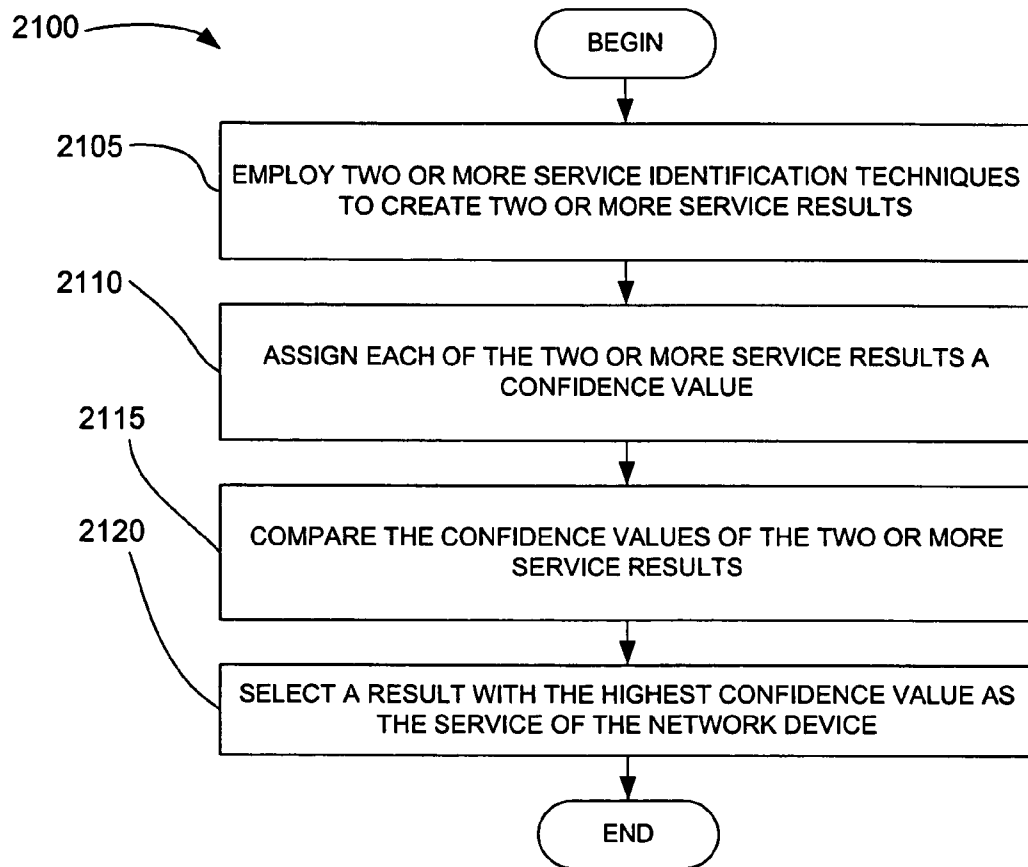 2100
BEGIN
2105
EMPLOY TWO OR MORE SERVICE IDENTIFICATION TECHNIQUES
TO CREATE TWO OR MORE SERVICE RESULTS
2110
ASSIGN EACH OF THE TWO OR MORE SERVICE RESULTS A
CONFIDENCE VALUE
2115
COMPARE THE CONFIDENCE VALUES OF THE TWO OR MORE
SERVICE RESULTS
2120
SELECT A RESULT WITH THE HIGHEST CONFIDENCE VALUE AS
THE SERVICE OF THE NETWORK DEVICE
END